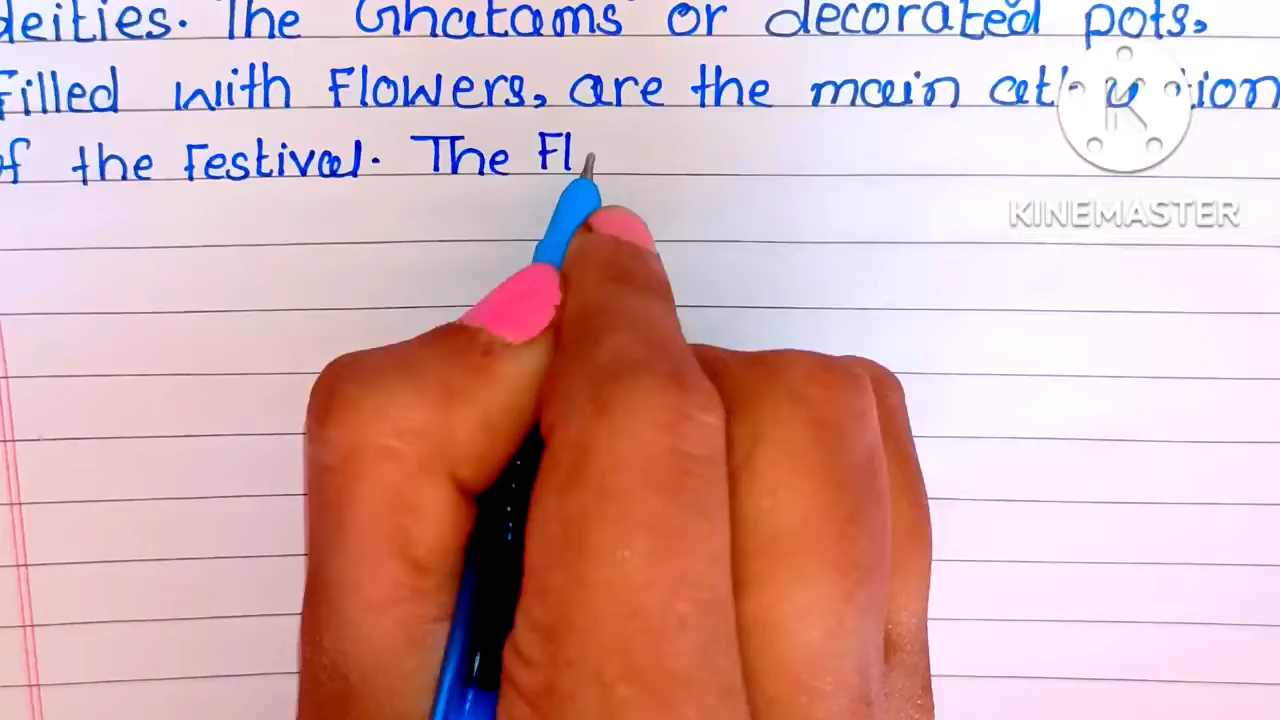 deities. The Ghatams or decorated pots,
Filled with Flowers, are the main
of the Festival. The Fl
K
KINEMASTER